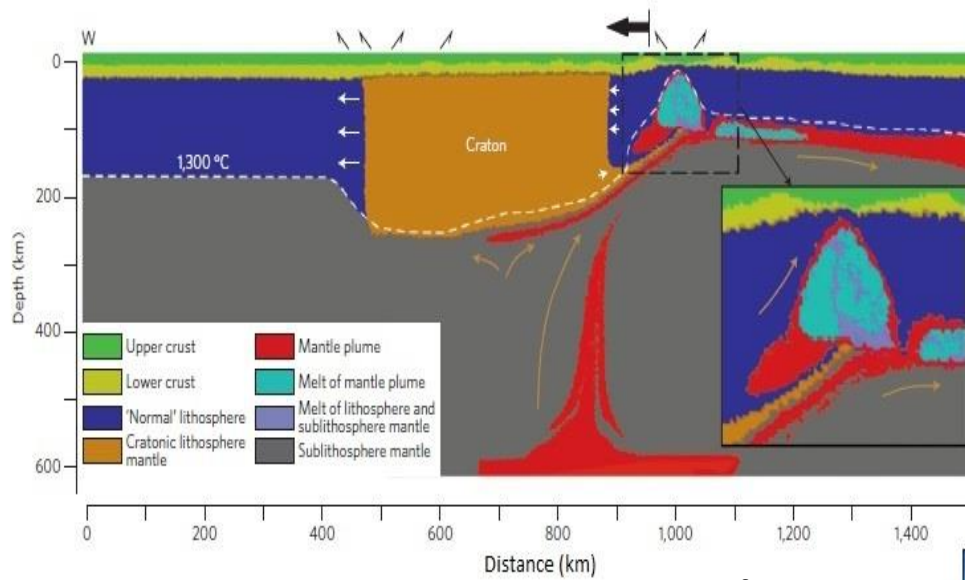 W
0
200
400
600
Depth (km)
1,300 ºC
Craton
Upper crust
Lower crust
'Normal' lithosphere
Cratonic lithosphere
mantle
Mantle plume
Melt of mantle plume
Melt of lithosphere and
sublithosphere mantle
Sublithosphere mantle
0
200
400
600
800
1,000
1,200
1,400
Distance (km)